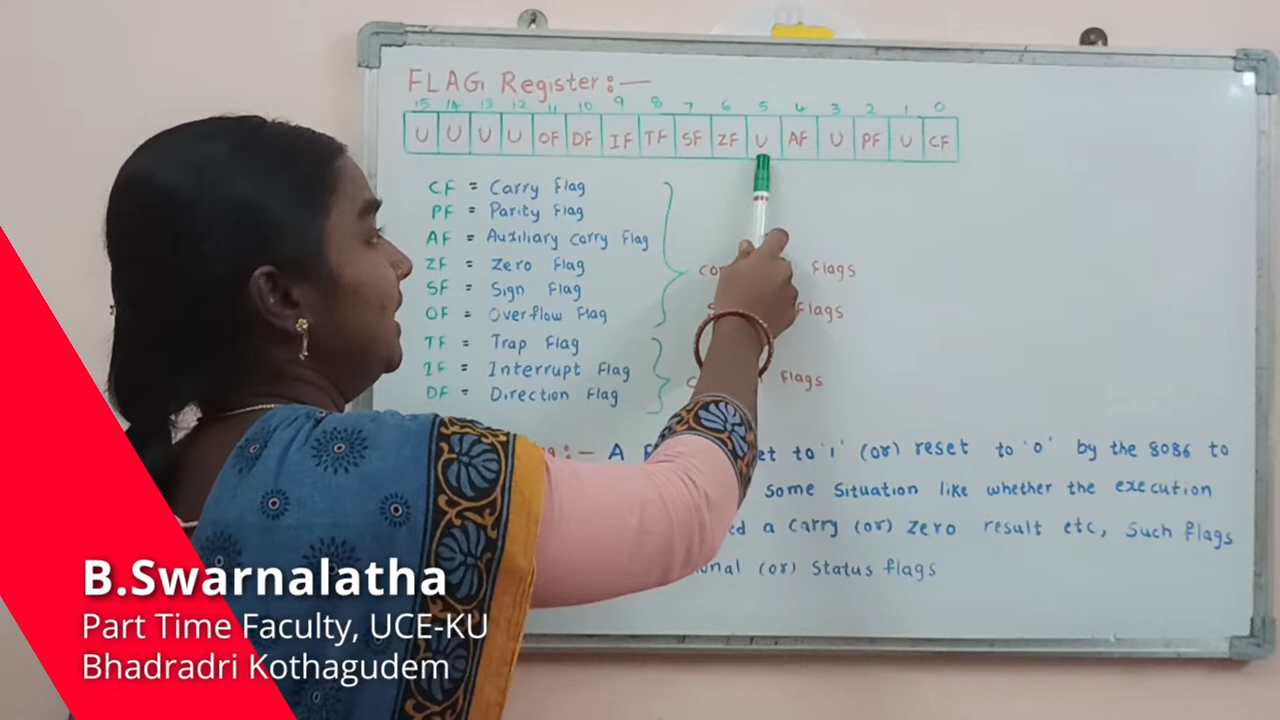 FLAG Register:—
15 14 13 12 11 10 9 8 7 6 5 4 3 2 1 0
U U U U OF DF IF TF SF ZF U AF U PF U CF
CF = Carry Flag
PF = Parity Flag
AF = Auxiliary Carry Flag
ZF = Zero Flag
SF = Sign Flag
OF = Overflow Flag
Flags
Flags
TF = Trap Flag
IF = Interrupt Flag
DF = Direction Flag
Flags
:— A to '1' (or) reset to '0' by the 8086 to
Some Situation like whether the execution
a Carry (or) Zero result etc, Such flags
(or) Status flags
B.Swarnalatha
Part Time Faculty, UCE-KU
Bhadradri Kothagudem